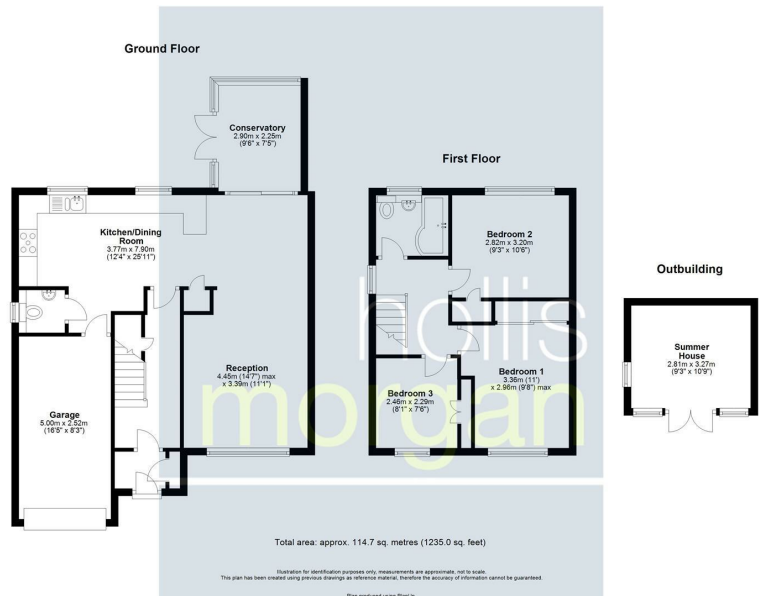 Ground Floor
Conservatory
2.90m x 2.25m
(9'6" x 7'5")
First Floor
Kitchen/Dining
Room
3.77m x 7.90m
(12'4" x 25'11")
Bedroom 2
2.82m x 3.20m
(9'3" x 10'6")
Outbuilding
hollis
morgan
Summer
House
2.81m x 3.27m
(9'3" x 10'9")
Reception
4.45m (14'7") max
x 3.39m (11'1")
Bedroom 1
3.36m (11')
x 2.96m (9'8") max
Bedroom 3
2.46m x 2.29m
(8'1" x 7'6")
Garage
5.00m x 2.52m
(16'5" x 8'3")
Total area: approx. 114.7 sq. metres (1235.0 sq. feet)
Illustration for identification purposes only, measurements are approximate, not to scale.
This plan has been created using previous drawings as reference material, therefore the accuracy of information cannot be guaranteed.
Plan produced using PlanUp.